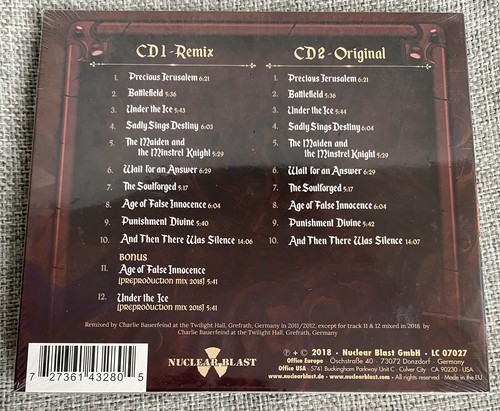 CD1-Remix
1. Precious Jerusalem 6:21
2. Battlefield 5:36
3. Under the Ice 5:43
4. Sadly Sings Destiny 6:03
5. The Maiden and
the Minstrel Knight 5:29
6. Wait for an Answer 6:29
7. The Soulforged 5:17
8. Age of False Innocence 6:04
9. Punishment Divine 5:40
10. And Then There Was Silence 14:06
BONUS
11. Age of False Innocence
(PREPRODUCTION MIX 2018) 5:41
12. Under the Ice
(PREPRODUCTION MIX 2018) 5:41
CD2-Original
1. Precious Jerusalem 6:21
2. Battlefield 5:36
3. Under the Ice 5:44
4. Sadly Sings Destiny 6:04
5. The Maiden and
the Minstrel Knight 5:29
6. Wait for an Answer 6:29
7. The Soulforged 5:17
8. Age of False Innocence 6:04
9. Punishment Divine 5:42
10. And Then There Was Silence 14:07
Remixed by Charlie Bauerfeind at the Twilight Hall, Grefrath, Germany in 2011/2012, except for track 11 & 12 mixed in 2018 by
Charlie Bauerfeind at the Twilight Hall, Grefrath, Germany
7 27361 43280 5
NUCLEAR BLAST
℗ + © 2018 · Nuclear Blast GmbH · LC 07027
Office Europe Öschstraße 40 · 73072 Donzdorf · Germany
Office USA 5741 Buckingham Parkway Unit C · Culver City · CA 90230 · USA
www.nuclearblast.de · www.nuclearblast.com · All rights reserved · Made in the EU